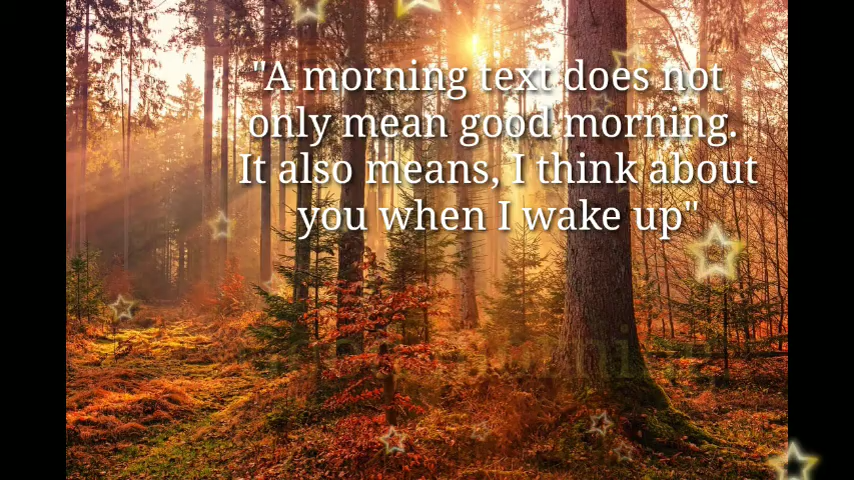 "A morning text does not
only mean good morning.
It also means, I think about
you when I wake up"